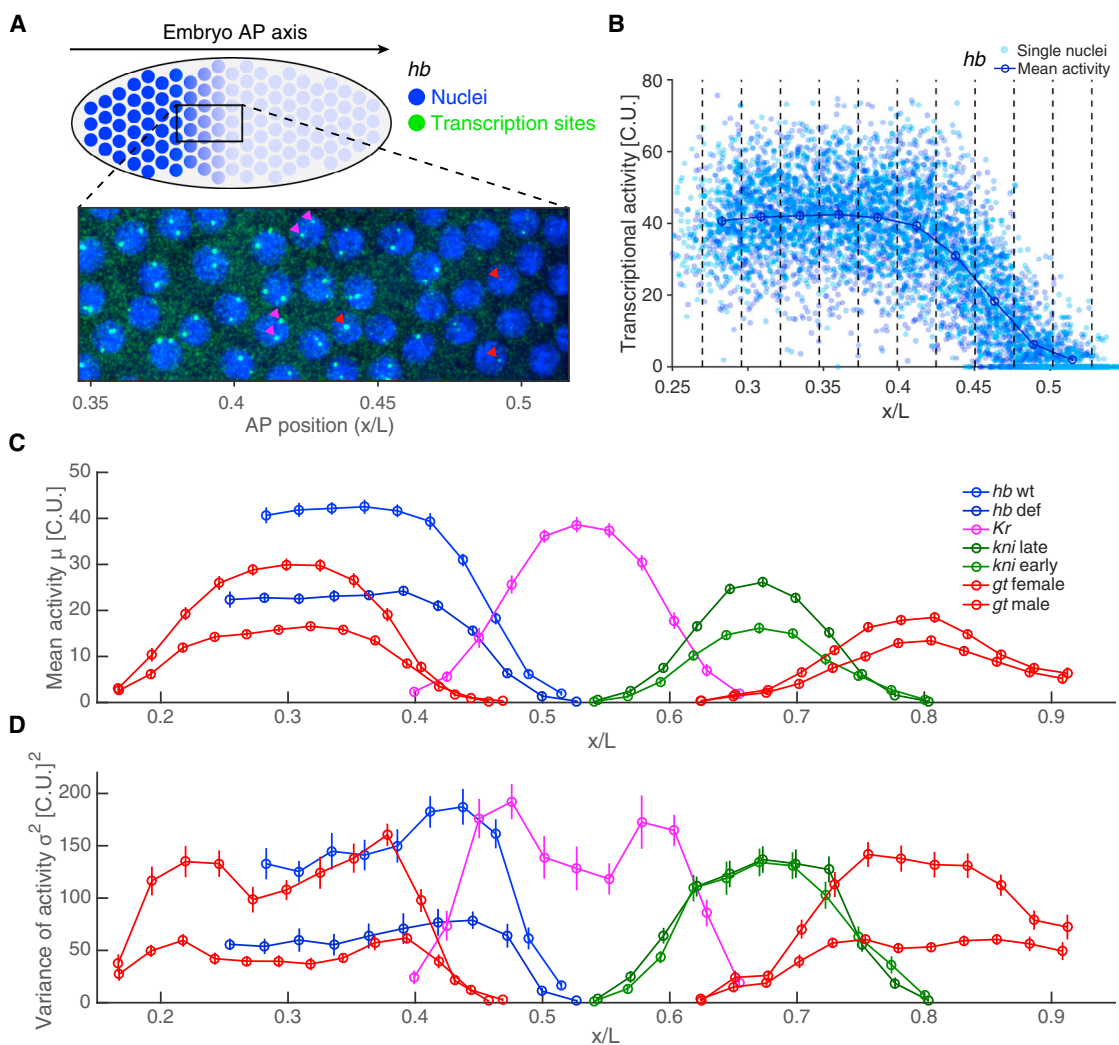 A
Embryo AP axis
hb
Nuclei
Transcription sites
0.35
0.4
0.45
0.5
AP position (x/L)
B
hb
Single nuclei
Mean activity
Transcriptional activity [C.U.]
80
60
40
20
0
0.25
0.3
0.35
0.4
0.45
0.5
x/L
C
Mean activity µ [C.U.]
50
40
30
20
10
0
0.2
0.3
0.4
0.5
0.6
0.7
0.8
0.9
x/L
hb wt
hb def
Kr
kni late
kni early
gt female
gt male
D
Variance of activity σ² [C.U.]²
200
150
100
50
0
0.2
0.3
0.4
0.5
0.6
0.7
0.8
0.9
x/L